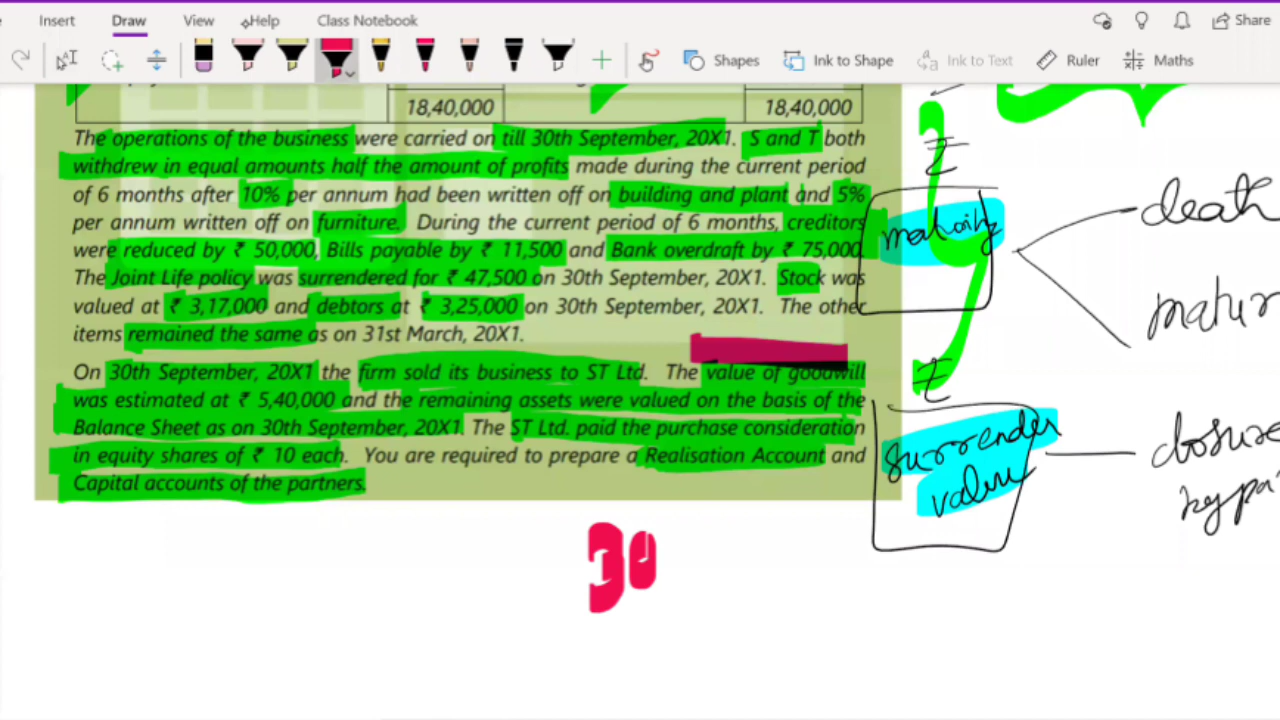 Insert Draw View Help Class Notebook Share
Shapes Ink to Shape Ink to Text Ruler Maths
18,40,000 18,40,000
The operations of the business were carried on till 30th September, 20X1. S and T both
withdrew in equal amounts half the amount of profits made during the current period
of 6 months after 10% per annum had been written off on building and plant and 5%
per annum written off on furniture. During the current period of 6 months, creditors
were reduced by ₹ 50,000, Bills payable by ₹ 11,500 and Bank overdraft by ₹ 75,000.
The Joint Life policy was surrendered for ₹ 47,500 on 30th September, 20X1. Stock was
valued at ₹ 3,17,000 and debtors at ₹ 3,25,000 on 30th September, 20X1. The other
items remained the same as on 31st March, 20X1.
On 30th September, 20X1 the firm sold its business to ST Ltd. The value of goodwill
was estimated at ₹ 5,40,000 and the remaining assets were valued on the basis of the
Balance Sheet as on 30th September, 20X1. The ST Ltd. paid the purchase consideration
in equity shares of ₹ 10 each. You are required to prepare a Realisation Account and
Capital accounts of the partners.
₹
death
maturity
matur
₹
surrender
value
closure
30